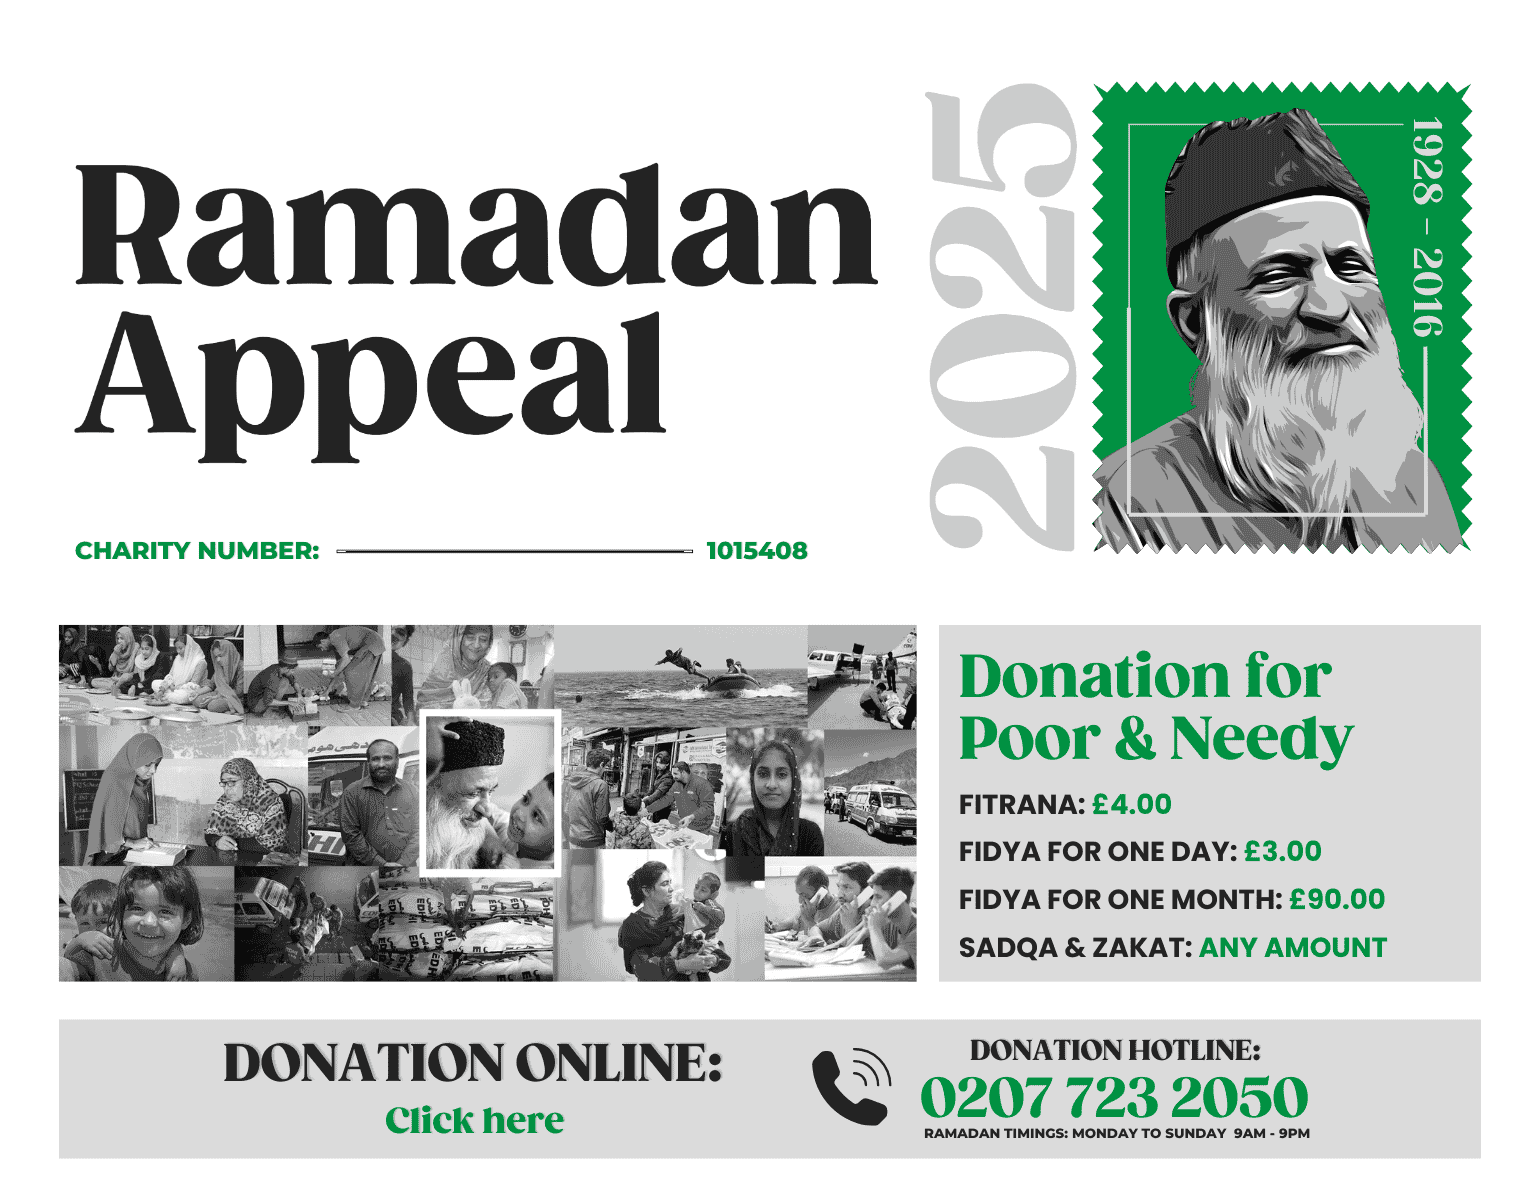 Ramadan
Appeal
2025
1928 – 2016
CHARITY NUMBER: 1015408
Donation for
Poor & Needy
FITRANA: £4.00
FIDYA FOR ONE DAY: £3.00
FIDYA FOR ONE MONTH: £90.00
SADQA & ZAKAT: ANY AMOUNT
DONATION ONLINE:
Click here
DONATION HOTLINE:
0207 723 2050
RAMADAN TIMINGS: MONDAY TO SUNDAY 9AM - 9PM